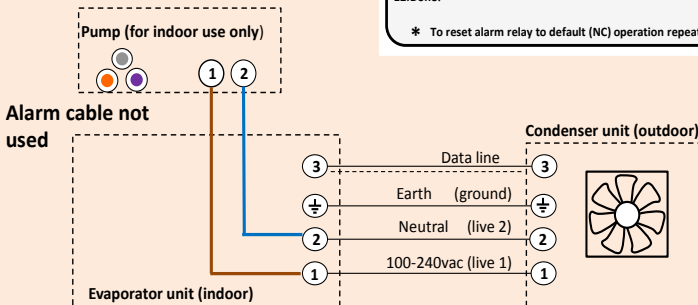 * To reset alarm relay to default (NC) operation repeat
Pump (for indoor use only)
1 2
Alarm cable not
used
Condenser unit (outdoor)
3 Data line 3
Earth (ground)
2 Neutral (live 2) 2
1 100-240vac (live 1) 1
Evaporator unit (indoor)